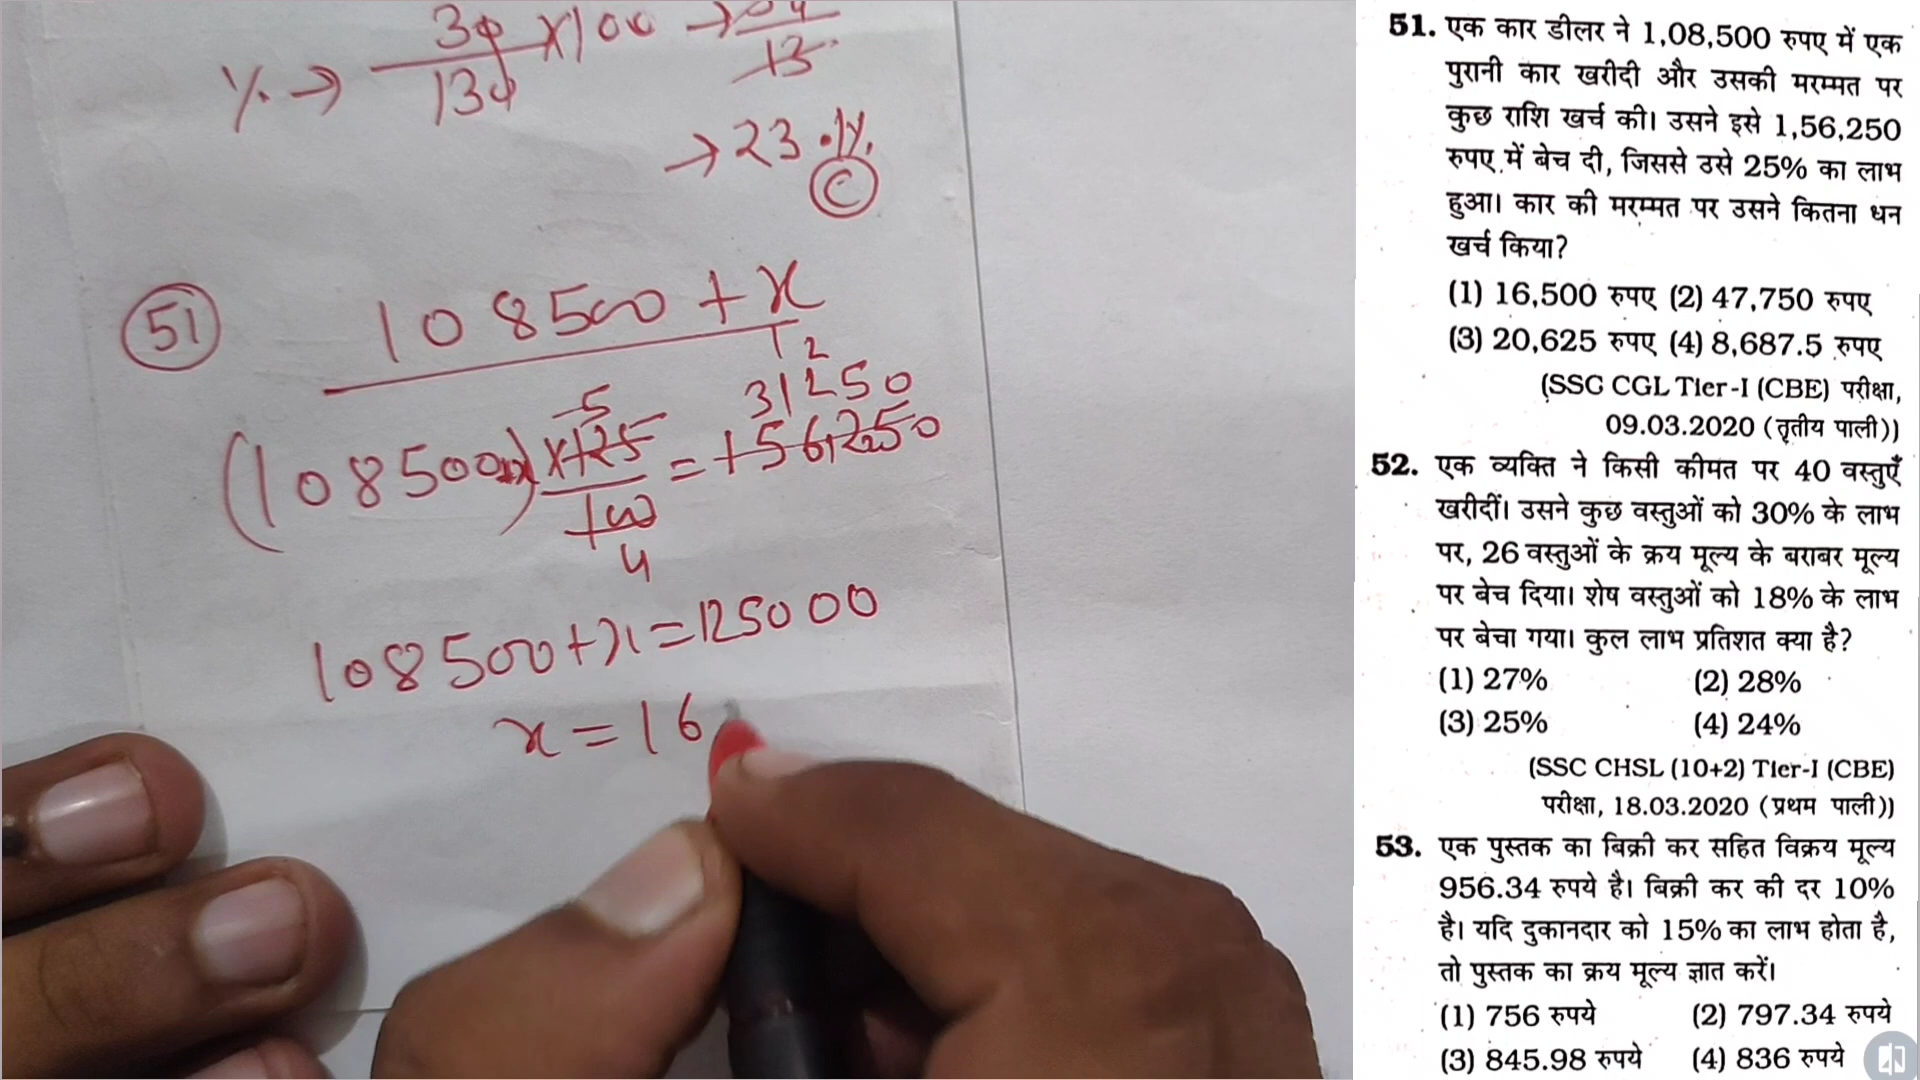 % → 30/130 ×100 →
13
→ 23.1%
(C)
(51) 108500 + x
(108500+x) ×125/100 = 156250
5
4
31250
1 2
108500+x=125000
x = 16
51. एक कार डीलर ने 1,08,500 रुपए में एक
पुरानी कार खरीदी और उसकी मरम्मत पर
कुछ राशि खर्च की। उसने इसे 1,56,250
रुपए में बेच दी, जिससे उसे 25% का लाभ
हुआ। कार की मरम्मत पर उसने कितना धन
खर्च किया?
(1) 16,500 रुपए (2) 47,750 रुपए
(3) 20,625 रुपए (4) 8,687.5 रुपए
(SSC CGL Tier-I (CBE) परीक्षा,
09.03.2020 (तृतीय पाली))
52. एक व्यक्ति ने किसी कीमत पर 40 वस्तुएँ
खरीदीं। उसने कुछ वस्तुओं को 30% के लाभ
पर, 26 वस्तुओं के क्रय मूल्य के बराबर मूल्य
पर बेच दिया। शेष वस्तुओं को 18% के लाभ
पर बेचा गया। कुल लाभ प्रतिशत क्या है?
(1) 27% (2) 28%
(3) 25% (4) 24%
(SSC CHSL (10+2) Tier-I (CBE)
परीक्षा, 18.03.2020 (प्रथम पाली))
53. एक पुस्तक का बिक्री कर सहित विक्रय मूल्य
956.34 रुपये है। बिक्री कर की दर 10%
है। यदि दुकानदार को 15% का लाभ होता है,
तो पुस्तक का क्रय मूल्य ज्ञात करें।
(1) 756 रुपये (2) 797.34 रुपये
(3) 845.98 रुपये (4) 836 रुपये